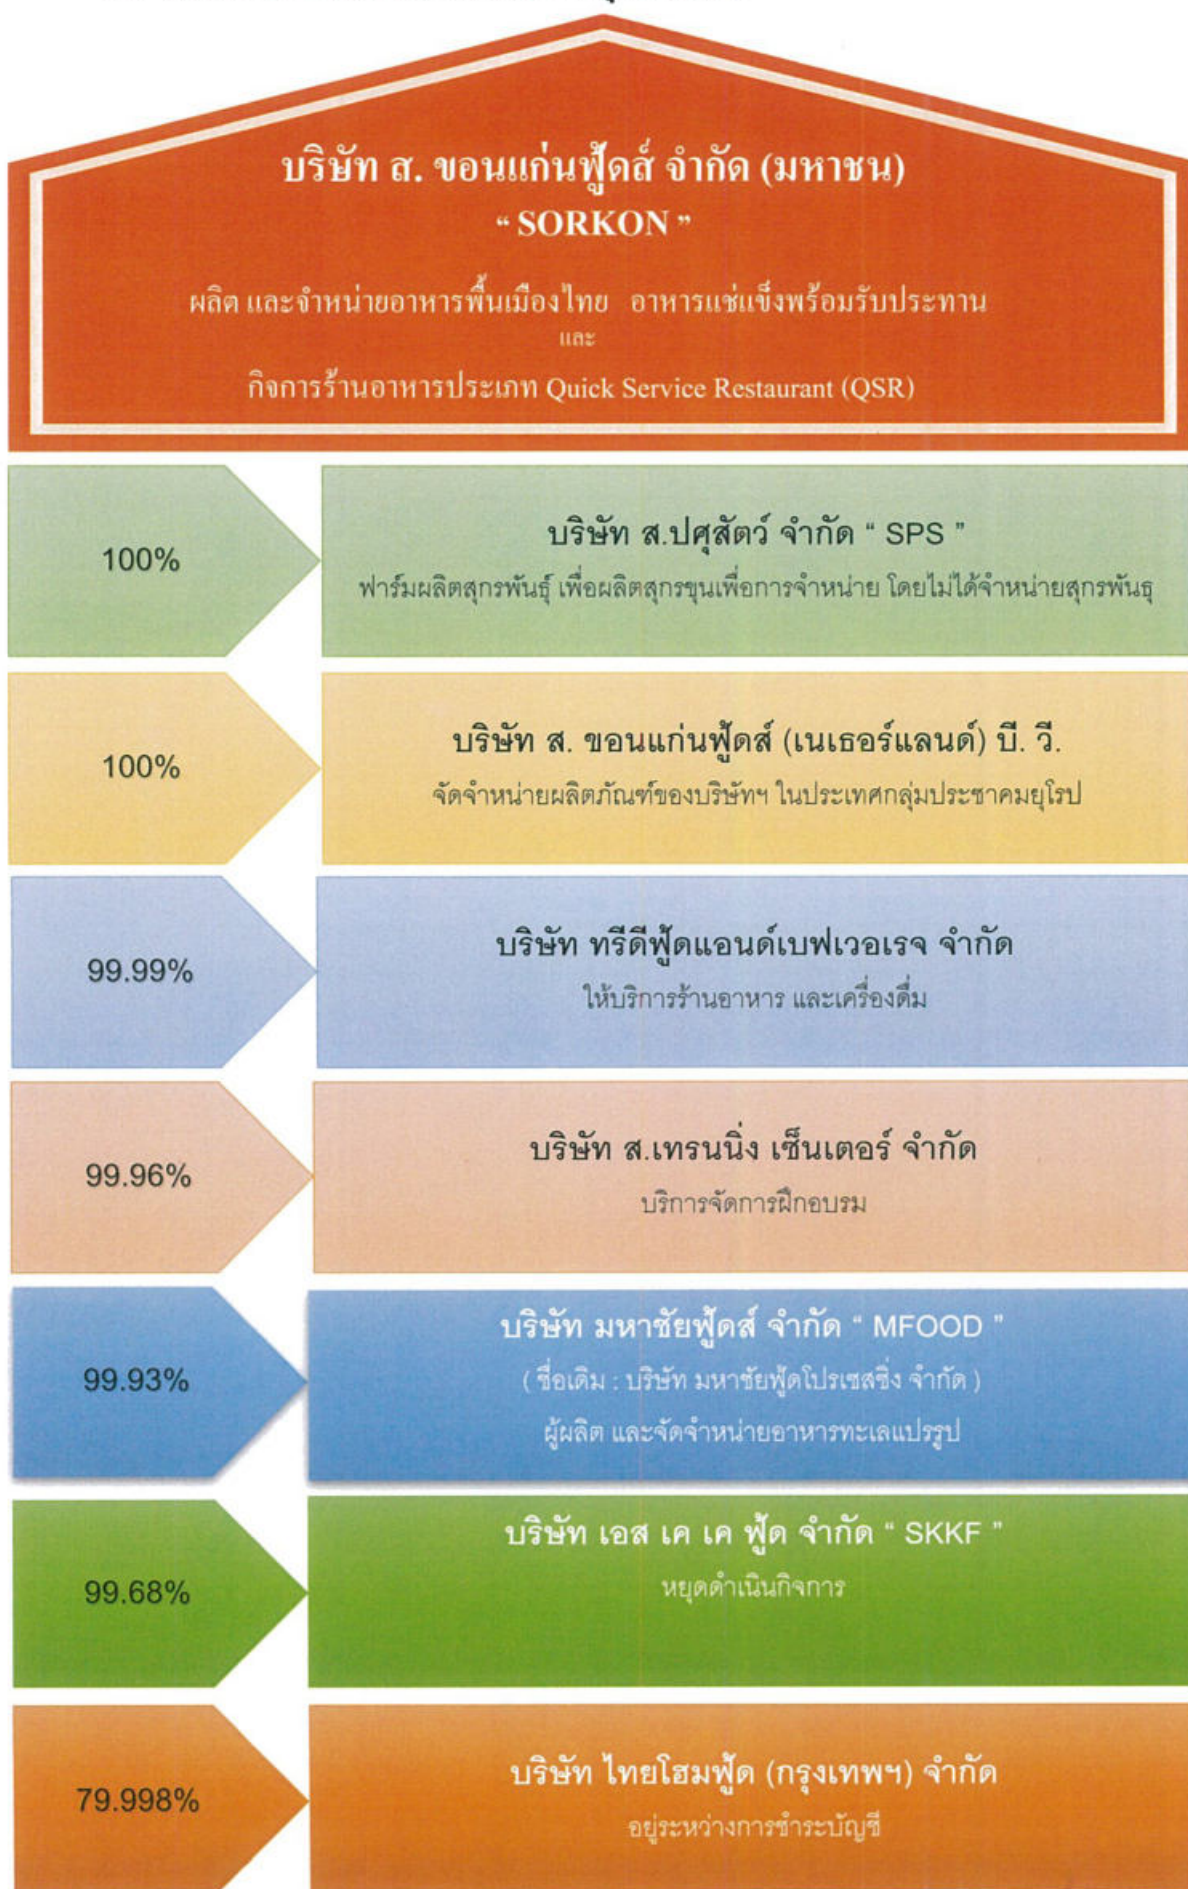 บริษัท ส. ขอนแก่นฟู้ดส์ จำกัด (มหาชน)
“ SORKON ”
ผลิต และจำหน่ายอาหารพื้นเมืองไทย อาหารแช่แข็งพร้อมรับประทาน
และ
กิจการร้านอาหารประเภท Quick Service Restaurant (QSR)
100%
บริษัท ส.ปศุสัตว์ จำกัด “ SPS ”
ฟาร์มผลิตสุกรพันธุ์ เพื่อผลิตสุกรขุนเพื่อการจำหน่าย โดยไม่ได้จำหน่ายสุกรพันธุ
100%
บริษัท ส. ขอนแก่นฟู้ดส์ (เนเธอร์แลนด์) บี. วี.
จัดจำหน่ายผลิตภัณฑ์ของบริษัทฯ ในประเทศกลุ่มประชาคมยุโรป
99.99%
บริษัท ทรีดีฟู้ดแอนด์เบฟเวอเรจ จำกัด
ให้บริการร้านอาหาร และเครื่องดื่ม
99.96%
บริษัท ส.เทรนนิ่ง เซ็นเตอร์ จำกัด
บริการจัดการฝึกอบรม
99.93%
บริษัท มหาชัยฟู้ดส์ จำกัด “ MFOOD ”
( ชื่อเดิม : บริษัท มหาชัยฟู้ดโปรเซสซิ่ง จำกัด )
ผู้ผลิต และจัดจำหน่ายอาหารทะเลแปรรูป
99.68%
บริษัท เอส เค เค ฟู้ด จำกัด “ SKKF ”
หยุดดำเนินกิจการ
79.998%
บริษัท ไทยโฮมฟู้ด (กรุงเทพฯ) จำกัด
อยู่ระหว่างการชำระบัญชี